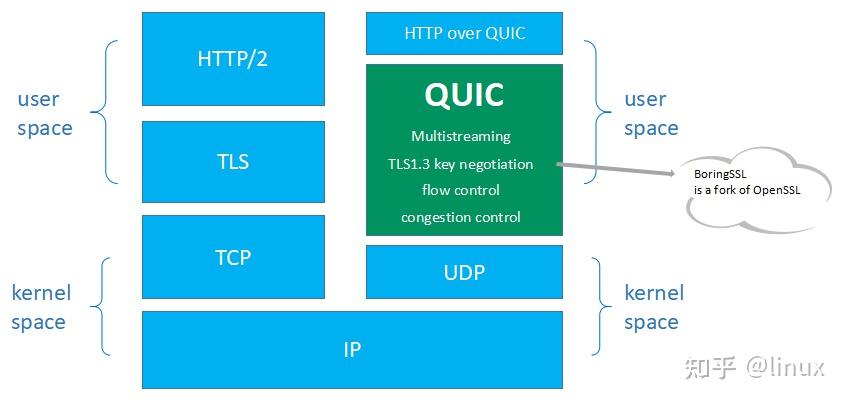 HTTP/2
HTTP over QUIC
user
space
QUIC
user
space
Multistreaming
TLS
TLS1.3 key negotiation
flow control
congestion control
BoringSSL
is a fork of OpenSSL
TCP
UDP
kernel
space
kernel
space
IP
知乎 @linux